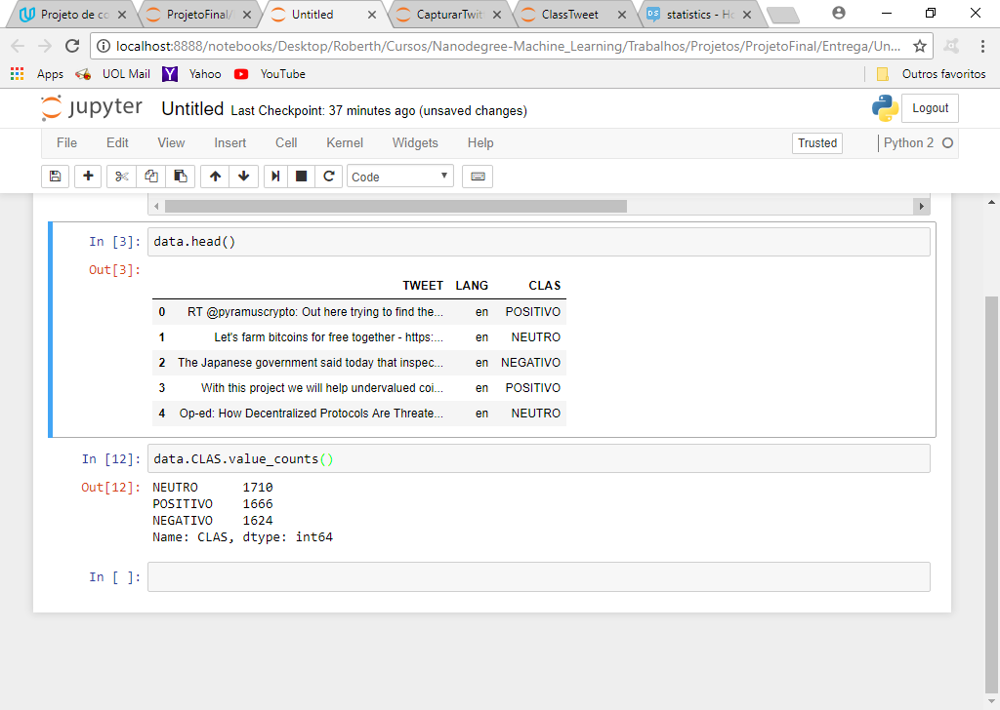 Projeto de co
ProjetoFinal/
Untitled
CapturarTwit
ClassTweet
DS statistics - Ho
localhost:8888/notebooks/Desktop/Roberth/Cursos/Nanodegree-Machine_Learning/Trabalhos/Projetos/ProjetoFinal/Entrega/Un...
Apps UOL Mail Yahoo YouTube Outros favoritos
jupyter Untitled Last Checkpoint: 37 minutes ago (unsaved changes) Logout
File Edit View Insert Cell Kernel Widgets Help Trusted Python 2
Code
In [3]: data.head()
Out[3]:
TWEET LANG CLAS
0 RT @pyramuscrypto: Out here trying to find the... en POSITIVO
1 Let's farm bitcoins for free together - https:... en NEUTRO
2 The Japanese government said today that inspec... en NEGATIVO
3 With this project we will help undervalued coi... en POSITIVO
4 Op-ed: How Decentralized Protocols Are Threate... en NEUTRO
In [12]: data.CLAS.value_counts()
Out[12]: NEUTRO 1710
POSITIVO 1666
NEGATIVO 1624
Name: CLAS, dtype: int64
In [ ]: